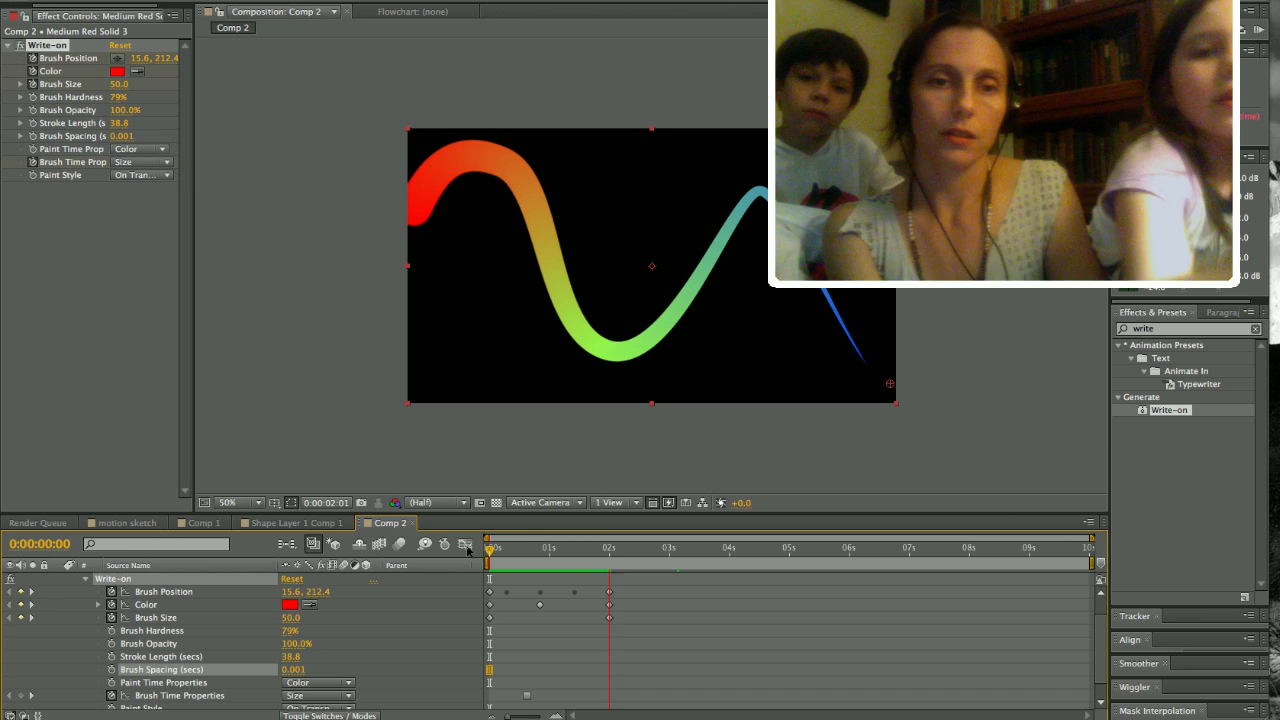 Effect Controls: Medium Red So
Composition: Comp 2
Flowchart: (none)
Comp 2 • Medium Red Solid 3
Comp 2
fx Write-on Reset
Brush Position 15.6, 212.4
Color
Brush Size 50.0
Brush Hardness 79%
Brush Opacity 100.0%
Stroke Length (s 38.8
Brush Spacing (s 0.001
Paint Time Prop Color
Brush Time Prop Size
Paint Style On Tran...
.0 dB
Effects & Presets Paragra
write
* Animation Presets
Text
Animate In
Typewriter
Generate
Write-on
50% 0:00:02:01 (Half) Active Camera 1 View +0.0
Render Queue motion sketch Comp 1 Shape Layer 1 Comp 1 Comp 2
0:00:00:00
00s 01s 02s 03s 04s 05s 06s 07s 08s 09s 10s
# Source Name Parent
fx Write-on Reset ...
Brush Position 15.6, 212.4
Color
Brush Size 50.0
Brush Hardness 79%
Brush Opacity 100.0%
Stroke Length (secs) 38.8
Brush Spacing (secs) 0.001
Paint Time Properties Color
Brush Time Properties Size
Toggle Switches / Modes
Tracker
Align
Smoother
Wiggler
Mask Interpolation